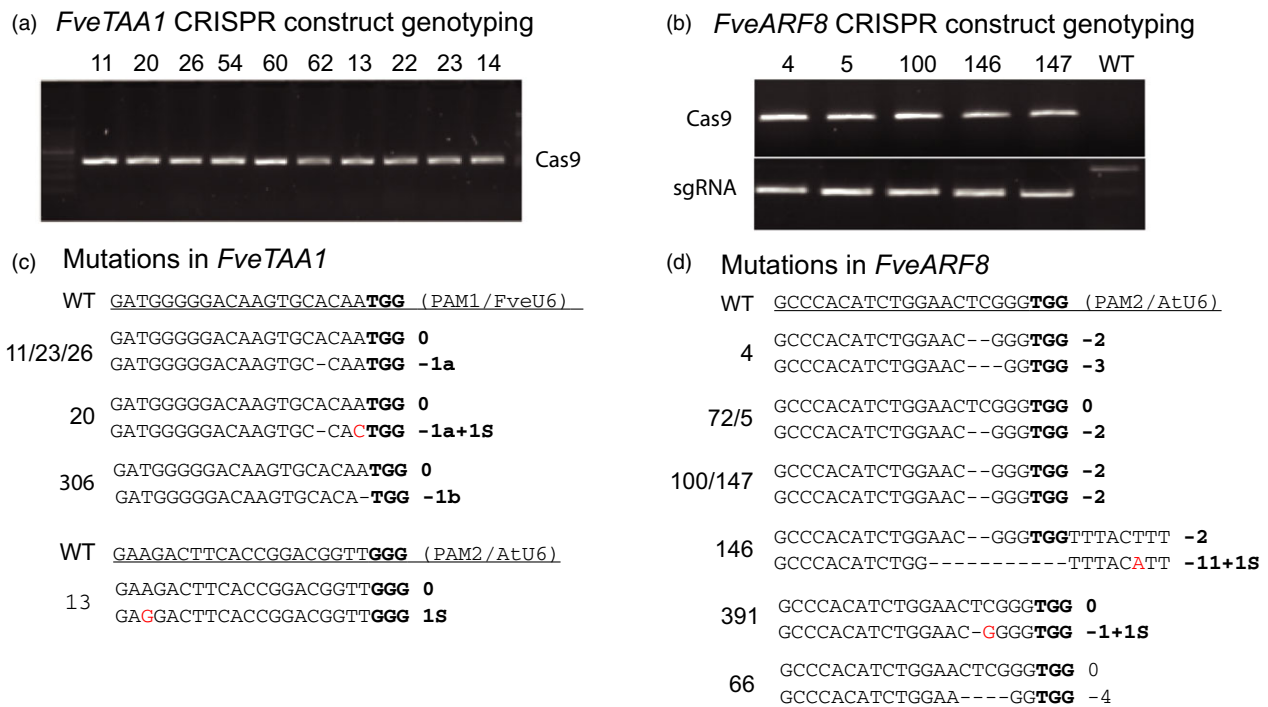 (a) FveTAA1 CRISPR construct genotyping
11 20 26 54 60 62 13 22 23 14
Cas9
(b) FveARF8 CRISPR construct genotyping
4 5 100 146 147 WT
Cas9
sgRNA
(c) Mutations in FveTAA1
WT GATGGGGGACAAGTGCACAATGG (PAM1/FveU6)
11/23/26
GATGGGGGACAAGTGCACAATGG 0
GATGGGGGACAAGTGC-CAATGG -1a
20
GATGGGGGACAAGTGCACAATGG 0
GATGGGGGACAAGTGC-CACTGG -1a+1S
306
GATGGGGGACAAGTGCACAATGG 0
GATGGGGGACAAGTGCACA-TGG -1b
WT GAAGACTTCACCGGACGGTTGGG (PAM2/AtU6)
13
GAAGACTTCACCGGACGGTTGGG 0
GAGGACTTCACCGGACGGTTGGG 1S
(d) Mutations in FveARF8
WT GCCCACATCTGGAACTCGGGTGG (PAM2/AtU6)
4
GCCCACATCTGGAAC--GGGTGG -2
GCCCACATCTGGAAC---GGTGG -3
72/5
GCCCACATCTGGAACTCGGGTGG 0
GCCCACATCTGGAAC--GGGTGG -2
100/147
GCCCACATCTGGAAC--GGGTGG -2
GCCCACATCTGGAAC--GGGTGG -2
146
GCCCACATCTGGAAC--GGGTGGTTTACTTT -2
GCCCACATCTGG-----------TTTACATT -11+1S
391
GCCCACATCTGGAACTCGGGTGG 0
GCCCACATCTGGAAC-GGGGTGG -1+1S
66
GCCCACATCTGGAACTCGGGTGG 0
GCCCACATCTGGAA----GGTGG -4